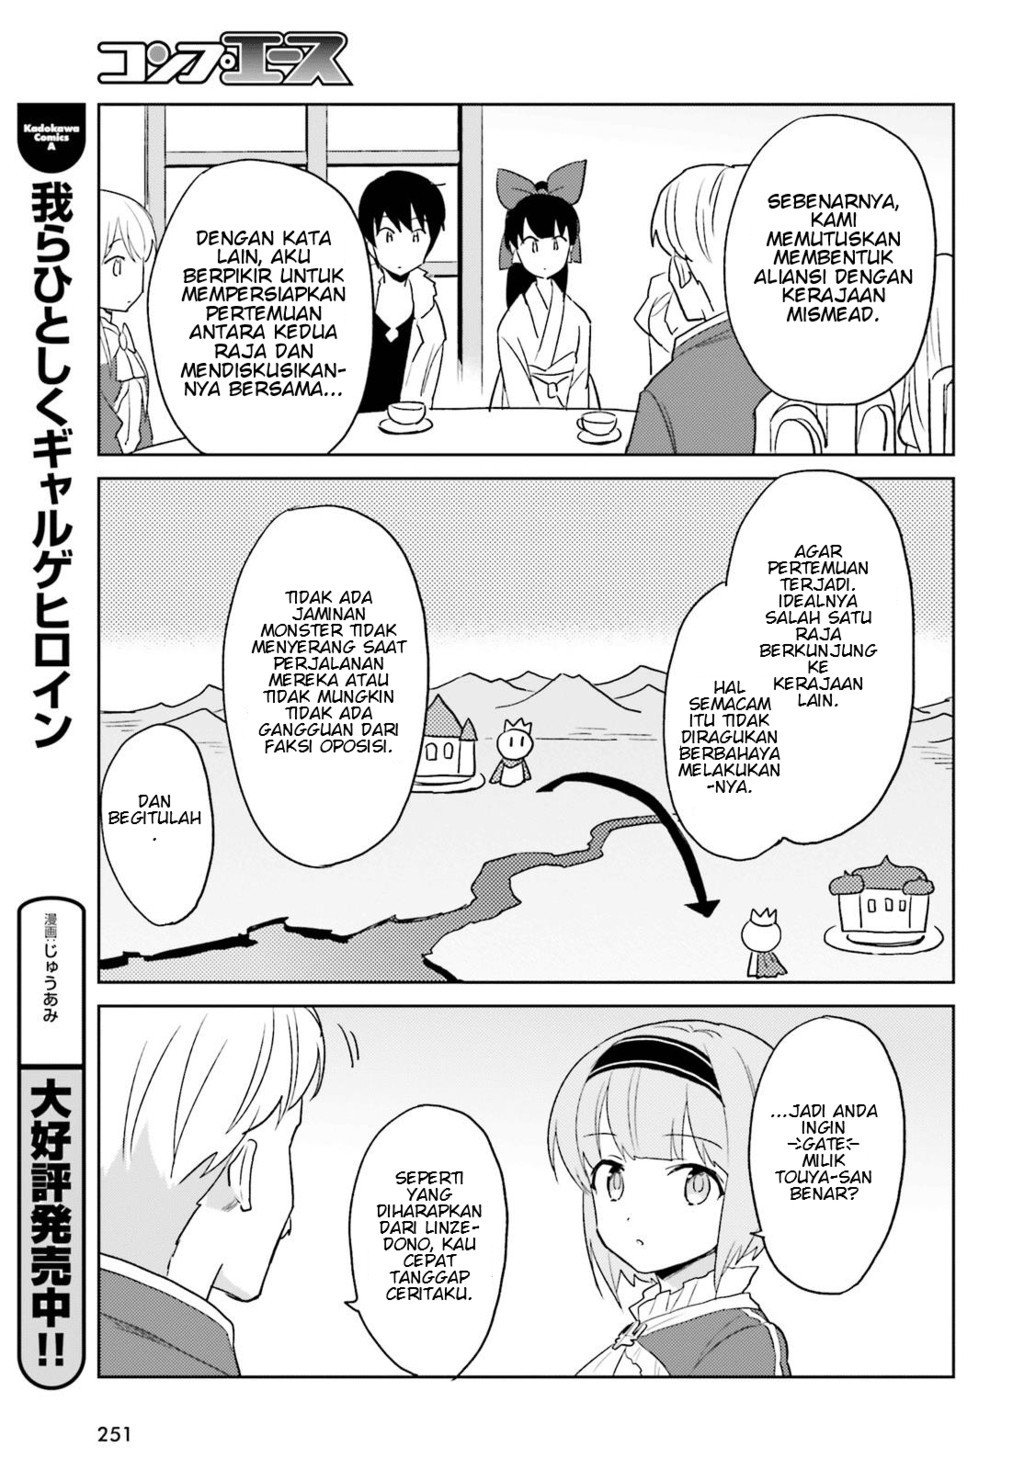 コンプ・エース
Kadokawa
Comics
A
我らひとしくギャルゲヒロイン
漫画:じゅうあみ
大好評発売中!!
SEBENARNYA,
KAMI
MEMUTUSKAN
MEMBENTUK
ALIANSI DENGAN
KERAJAAN
MISMEAD.
DENGAN KATA
LAIN, AKU
BERPIKIR UNTUK
MEMPERSIAPKAN
PERTEMUAN
ANTARA KEDUA
RAJA DAN
MENDISKUSIKAN-
NYA BERSAMA...
AGAR
PERTEMUAN
TERJADI.
IDEALNYA
SALAH SATU
RAJA
BERKUNJUNG
KE
KERAJAAN
LAIN.
HAL
SEMACAM
ITU TIDAK
DIRAGUKAN
BERBAHAYA
MELAKUKAN
-NYA.
TIDAK ADA
JAMINAN
MONSTER TIDAK
MENYERANG SAAT
PERJALANAN
MEREKA ATAU
TIDAK MUNGKIN
TIDAK ADA
GANGGUAN DARI
FAKSI OPOSISI.
DAN
BEGITULAH
.
...JADI ANDA
INGIN
-GATE-
MILIK
TOUYA-SAN
BENAR?
SEPERTI
YANG
DIHARAPKAN
DARI LINZE-
DONO, KAU
CEPAT
TANGGAP
CERITAKU.
251